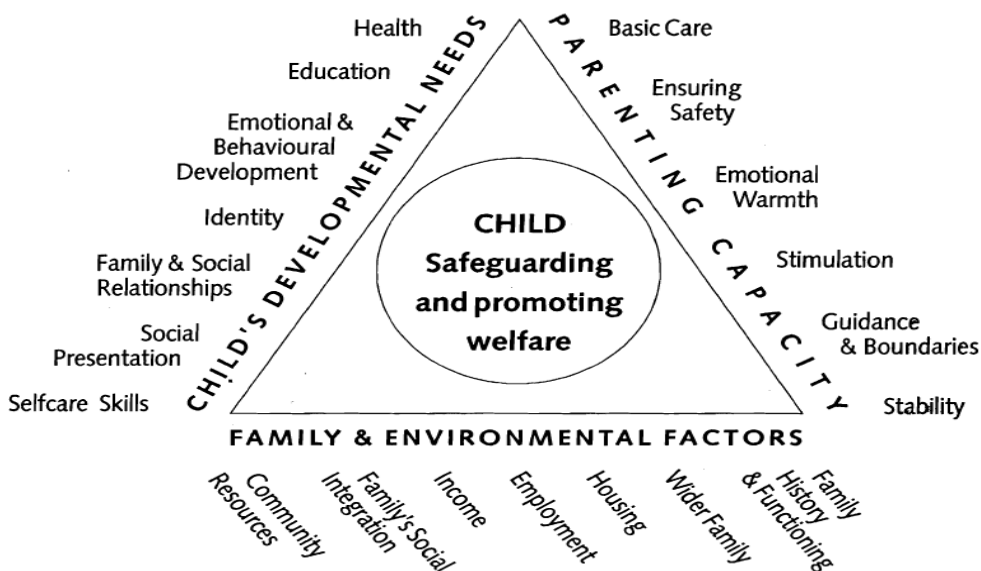 Health
Education
Emotional &
Behavioural
Development
Identity
Family & Social
Relationships
Social
Presentation
Selfcare Skills
CHILD'S DEVELOPMENTAL NEEDS
PARENTING CAPACITY
Basic Care
Ensuring
Safety
Emotional
Warmth
Stimulation
Guidance
& Boundaries
Stability
CHILD
Safeguarding
and promoting
welfare
FAMILY & ENVIRONMENTAL FACTORS
Community
Resources
Family's Social
Integration
Income
Employment
Housing
Wider Family
Family
History
& Functioning